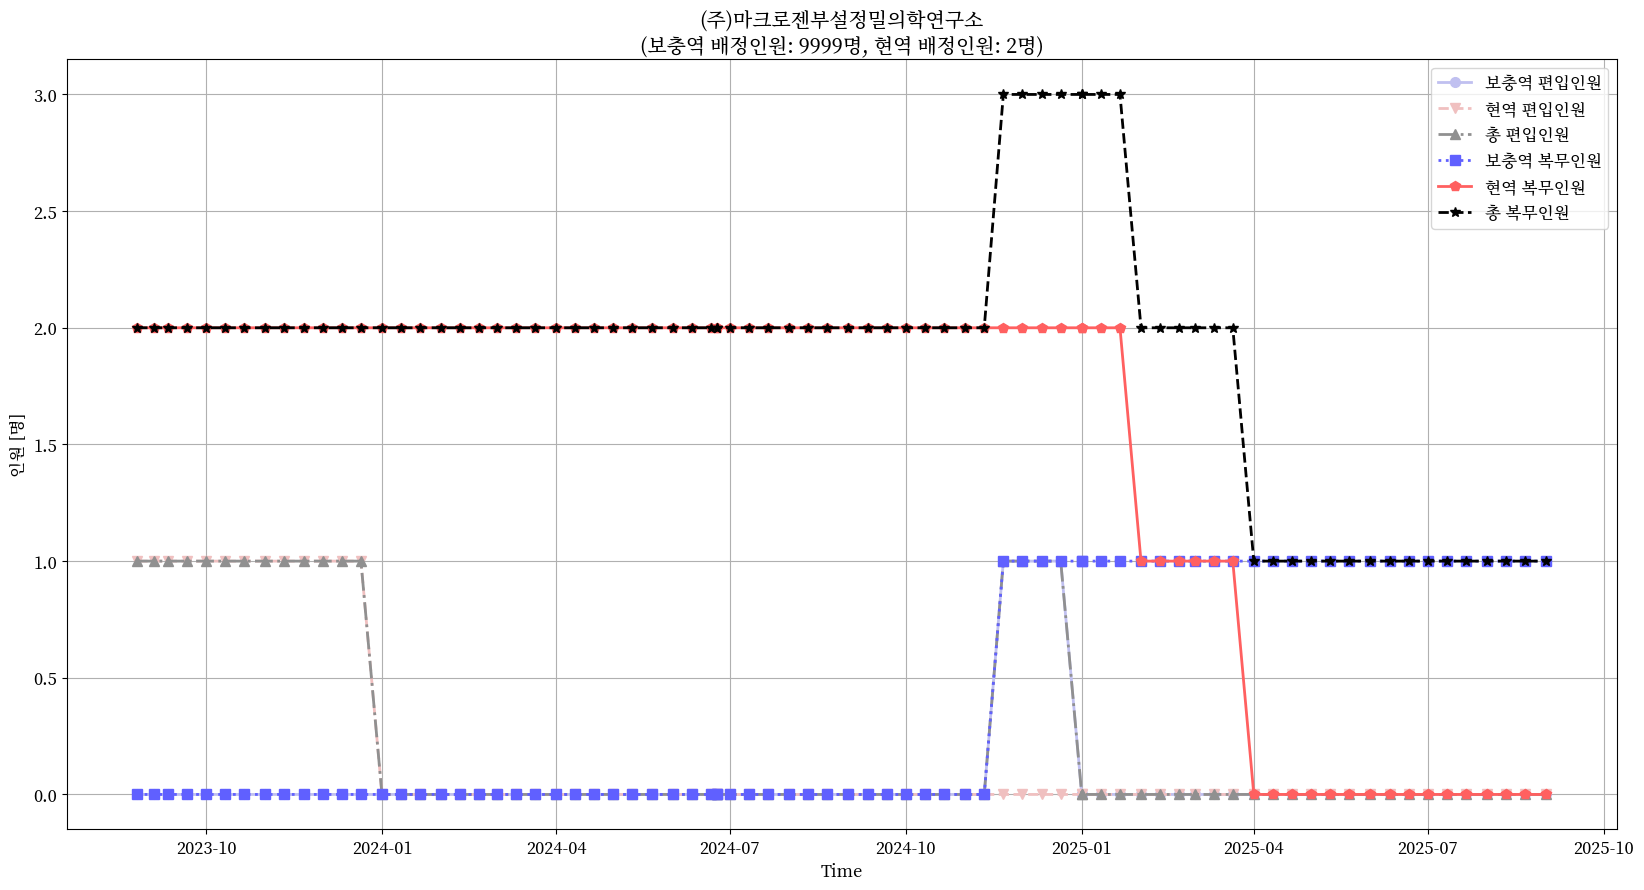 (주)마크로젠부설정밀의학연구소
(보충역 배정인원: 9999명, 현역 배정인원: 2명)
보충역 편입인원
현역 편입인원
총 편입인원
보충역 복무인원
현역 복무인원
총 복무인원
인원 [명]
3.0
2.5
2.0
1.5
1.0
0.5
0.0
2023-10
2024-01
2024-04
2024-07
2024-10
2025-01
2025-04
2025-07
2025-10
Time